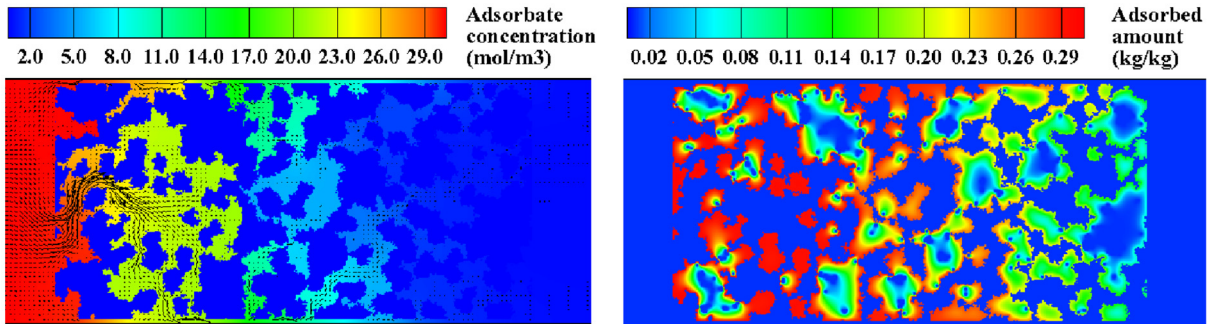 Adsorbate
concentration
(mol/m3)
2.0 5.0 8.0 11.0 14.0 17.0 20.0 23.0 26.0 29.0
Adsorbed
amount
(kg/kg)
0.02 0.05 0.08 0.11 0.14 0.17 0.20 0.23 0.26 0.29